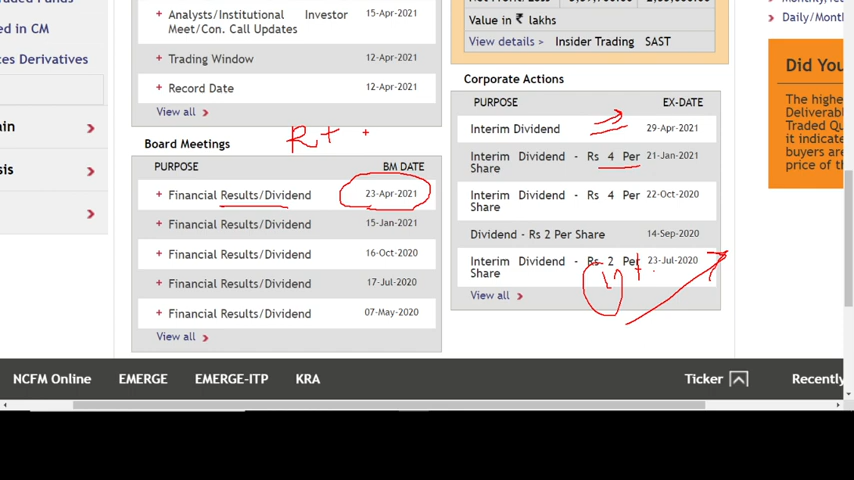 ed in CM
ces Derivatives
ain
sis
Analysts/Institutional Investor 15-Apr-2021
Meet/Con. Call Updates
Trading Window 12-Apr-2021
Record Date 12-Apr-2021
View all
Board Meetings
R+ +
PURPOSE BM DATE
Financial Results/Dividend 23-Apr-2021
Financial Results/Dividend 15-Jan-2021
Financial Results/Dividend 16-Oct-2020
Financial Results/Dividend 17-Jul-2020
Financial Results/Dividend 07-May-2020
View all
Value in ₹ lakhs
View details > Insider Trading SAST
Corporate Actions
PURPOSE EX-DATE
Interim Dividend 29-Apr-2021
Interim Dividend - Rs 4 Per 21-Jan-2021
Share
Interim Dividend - Rs 4 Per 22-Oct-2020
Share
Dividend - Rs 2 Per Share 14-Sep-2020
Interim Dividend - Rs 2 Per 23-Jul-2020
Share
View all
Daily/Month
Did You
The highe
Deliverabl
Traded Qu
it indicate
buyers are
price of th
NCFM Online EMERGE EMERGE-ITP KRA Ticker Recently